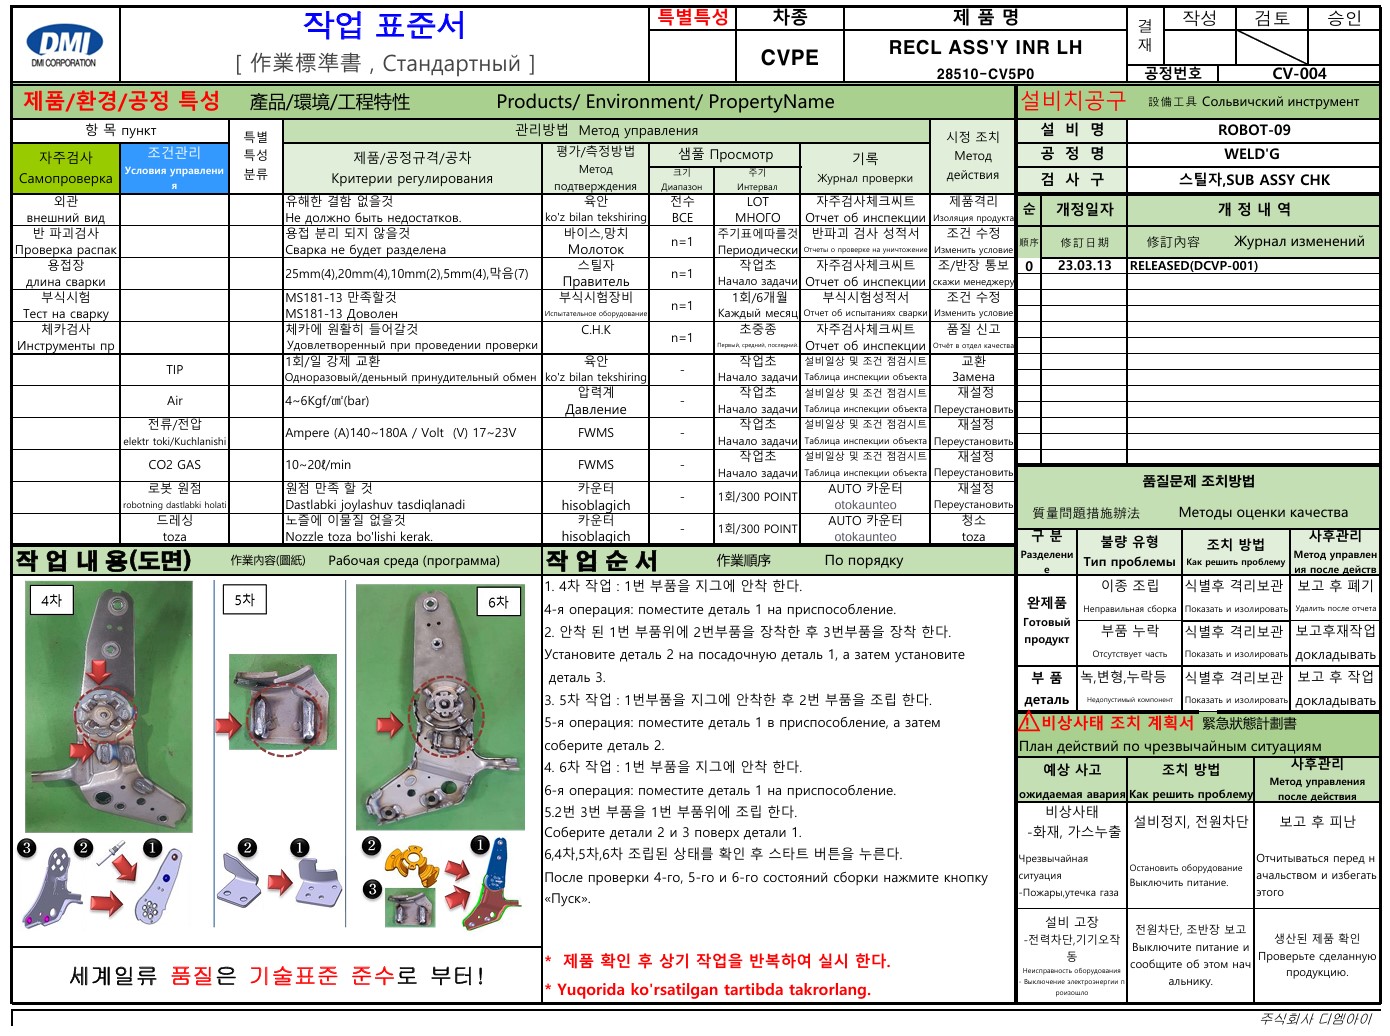 DMI
DMI CORPORATION
작업 표준서
[ 作業標準書 , Стандартный ]
특별특성
차종
CVPE
제 품 명
RECL ASS'Y INR LH
28510-CV5P0
결재
작성
검토
승인
공정번호
CV-004
제품/환경/공정 특성 產品/環境/工程特性 Products/ Environment/ PropertyName
항 목 пункт
특별
특성
분류
관리방법 Метод управления
시정 조치
Метод
действия
자주검사
Самопроверка
조건관리
Условия управлени
я
제품/공정규격/공차
Критерии регулирования
평가/측정방법
Метод
подтверждения
샘플 Просмотр
크기
Диапазон
주기
Интервал
기록
Журнал проверки
외관
внешний вид
유해한 결함 없을것
Не должно быть недостатков.
육안
ko'z bilan tekshiring
전수
ВСЕ
LOT
МНОГО
자주검사체크씨트
Отчет об инспекции
제품격리
Изоляция продукта
반 파괴검사
Проверка распак
용접 분리 되지 않을것
Сварка не будет разделена
바이스,망치
Молоток
n=1
주기표에따를것
Периодически
반파괴 검사 성적서
Отчеты о проверке на уничтожение
조건 수정
Изменить условие
용접장
длина сварки
25mm(4),20mm(4),10mm(2),5mm(4),막음(7)
스틸자
Правитель
n=1
작업초
Начало задачи
자주검사체크씨트
Отчет об инспекции
조/반장 통보
скажи менеджеру
부식시험
Тест на сварку
MS181-13 만족할것
MS181-13 Доволен
부식시험장비
Испытательное оборудование
n=1
1회/6개월
Каждый месяц
부식시험성적서
Отчет об испытаниях сварки
조건 수정
Изменить условие
체카검사
Инструменты пр
체카에 원활히 들어갈것
Удовлетворенный при проведении проверки
C.H.K
n=1
초중종
Первый, средний, последний
자주검사체크씨트
Отчет об инспекции
품질 신고
Отчёт в отдел качества
TIP
1회/일 강제 교환
Одноразовый/деньный принудительный обмен
육안
ko'z bilan tekshiring
-
작업초
Начало задачи
설비일상 및 조건 점검시트
Таблица инспекции объекта
교환
Замена
Air
4~6Kgf/㎠(bar)
압력계
Давление
-
작업초
Начало задачи
설비일상 및 조건 점검시트
Таблица инспекции объекта
재설정
Переустановить
전류/전압
elektr toki/Kuchlanishi
Ampere (A)140~180A / Volt (V) 17~23V
FWMS
-
작업초
Начало задачи
설비일상 및 조건 점검시트
Таблица инспекции объекта
재설정
Переустановить
CO2 GAS
10~20ℓ/min
FWMS
-
작업초
Начало задачи
설비일상 및 조건 점검시트
Таблица инспекции объекта
재설정
Переустановить
로봇 원점
robotning dastlabki holati
원점 만족 할 것
Dastlabki joylashuv tasdiqlanadi
카운터
hisoblagich
-
1회/300 POINT
AUTO 카운터
otokaunteo
재설정
Переустановить
드레싱
toza
노즐에 이물질 없을것
Nozzle toza bo'lishi kerak.
카운터
hisoblagich
-
1회/300 POINT
AUTO 카운터
otokaunteo
청소
toza
설비치공구 設備工具 Сольвичский инструмент
설 비 명
ROBOT-09
공 정 명
WELD'G
검 사 구
스틸자,SUB ASSY CHK
순
順序
개정일자
修訂日期
개 정 내 역
修訂內容 Журнал изменений
0
23.03.13
RELEASED(DCVP-001)
품질문제 조치방법
質量問題措施辦法 Методы оценки качества
구 분
Разделени
е
불량 유형
Тип проблемы
조치 방법
Как решить проблему
사후관리
Метод управлен
ия после действ
완제품
Готовый
продукт
이종 조립
Неправильная сборка
식별후 격리보관
Показать и изолировать
보고 후 폐기
Удалить после отчета
부품 누락
Отсутствует часть
식별후 격리보관
Показать и изолировать
보고후재작업
докладывать
부 품
деталь
녹,변형,누락등
Недопустимый компонент
식별후 격리보관
Показать и изолировать
보고 후 작업
докладывать
비상사태 조치 계획서 緊急狀態計劃書
План действий по чрезвычайным ситуациям
예상 사고
ожидаемая авария
조치 방법
Как решить проблему
사후관리
Метод управления
после действия
비상사태
-화재, 가스누출
Чрезвычайная
ситуация
-Пожары,утечка газа
설비정지, 전원차단
Остановить оборудование
Выключить питание.
보고 후 피난
Отчитываться перед н
ачальством и избегать
этого
설비 고장
-전력차단,기기오작
동
Неисправность оборудования
- Выключение электроэнергии п
роизошло
전원차단, 조반장 보고
Выключите питание и
сообщите об этом нач
альнику.
생산된 제품 확인
Проверьте сделанную
продукцию.
작 업 내 용(도면) 作業內容(圖紙) Рабочая среда (программа)
4차
5차
6차
3 2 1
2 1
2 1
3
세계일류 품질은 기술표준 준수로 부터!
작 업 순 서 作業順序 По порядку
1. 4차 작업 : 1번 부품을 지그에 안착 한다.
4-я операция: поместите деталь 1 на приспособление.
2. 안착 된 1번 부품위에 2번부품을 장착한 후 3번부품을 장착 한다.
Установите деталь 2 на посадочную деталь 1, а затем установите
деталь 3.
3. 5차 작업 : 1번부품을 지그에 안착한 후 2번 부품을 조립 한다.
5-я операция: поместите деталь 1 в приспособление, а затем
соберите деталь 2.
4. 6차 작업 : 1번 부품을 지그에 안착 한다.
6-я операция: поместите деталь 1 на приспособление.
5.2번 3번 부품을 1번 부품위에 조립 한다.
Соберите детали 2 и 3 поверх детали 1.
6,4차,5차,6차 조립된 상태를 확인 후 스타트 버튼을 누른다.
После проверки 4-го, 5-го и 6-го состояний сборки нажмите кнопку
«Пуск».
* 제품 확인 후 상기 작업을 반복하여 실시 한다.
* Yuqorida ko'rsatilgan tartibda takrorlang.
주식회사 디엠아이